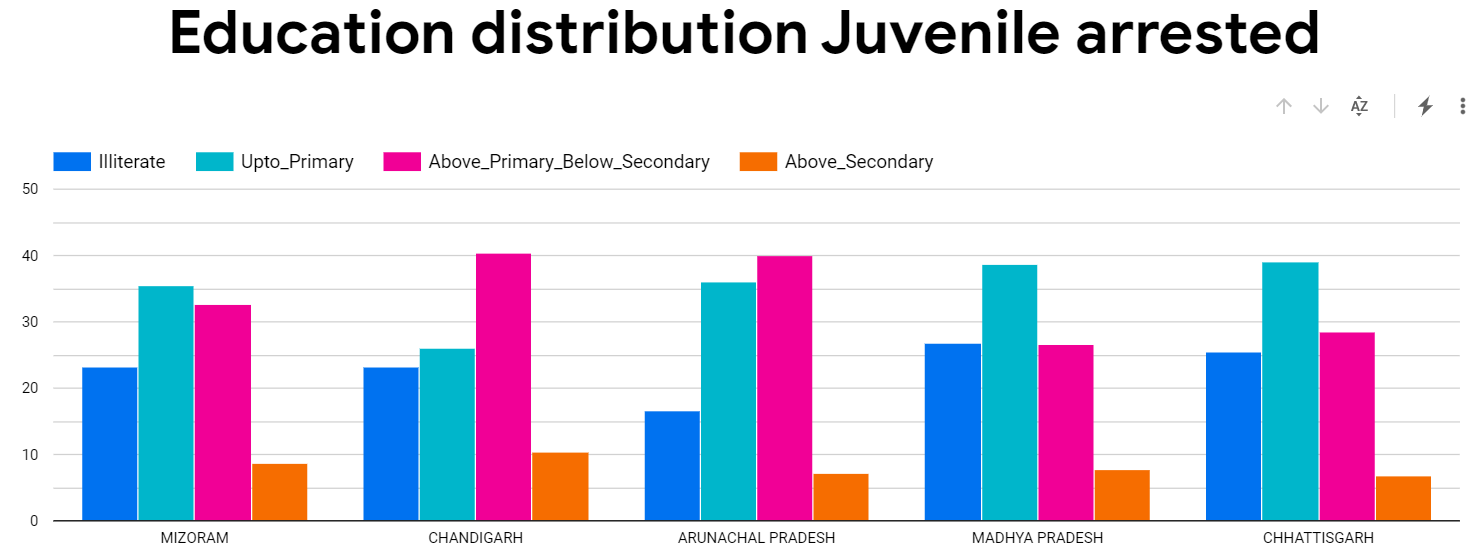 Education distribution Juvenile arrested
AZ
Illiterate Upto_Primary Above_Primary_Below_Secondary Above_Secondary
50
40
30
20
10
0
MIZORAM CHANDIGARH ARUNACHAL PRADESH MADHYA PRADESH CHHATTISGARH